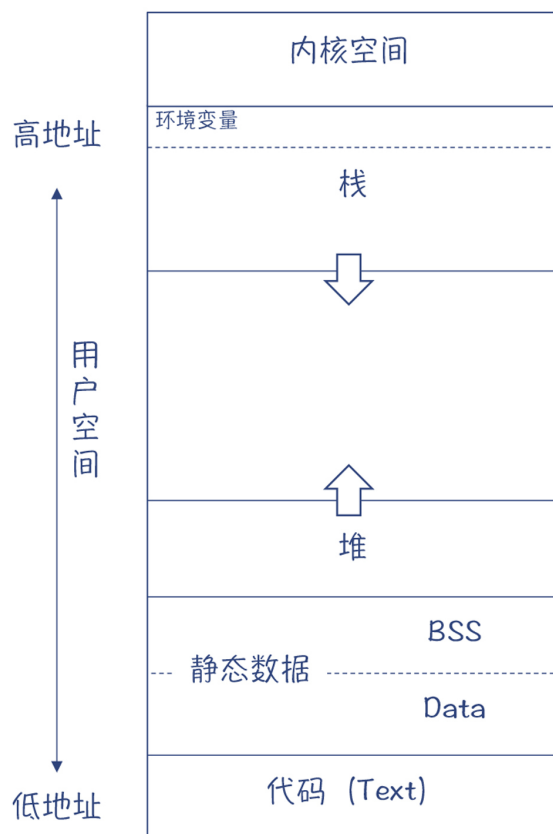 内核空间
环境变量
高地址
栈
用户空间
堆
BSS
静态数据
Data
代码 (Text)
低地址